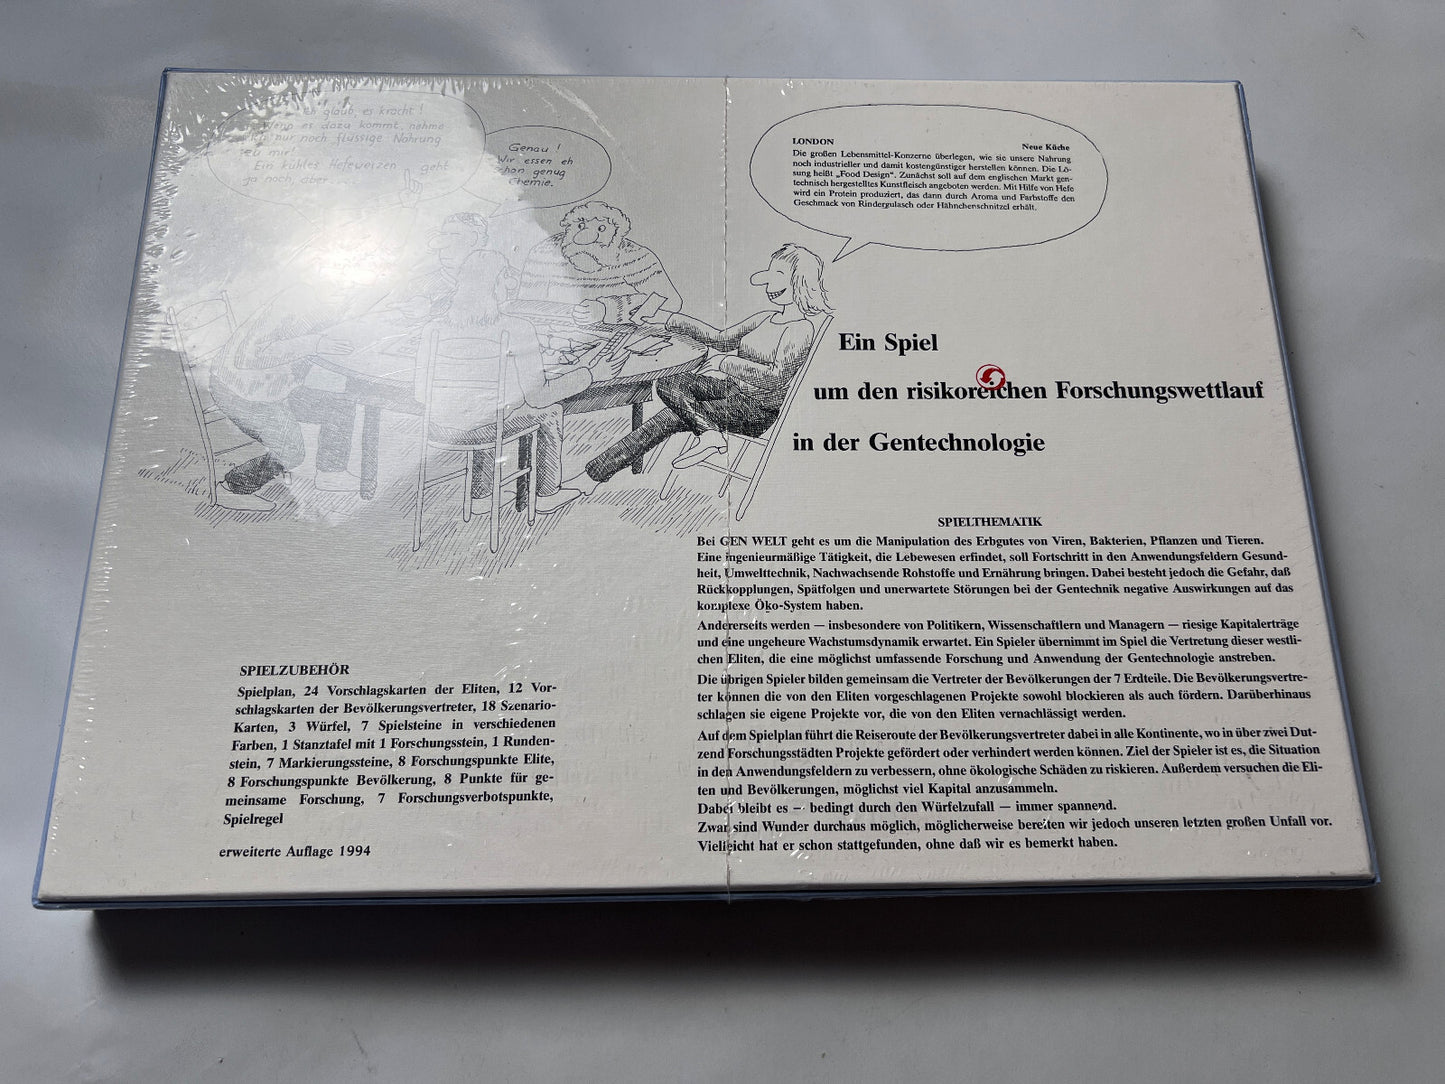 glaub, es kracht!
Wenn es dazu kommt, nehme
nur noch flüssige Nahrung
zu mir!
Ein kühles Hefeweizen geht
ja noch, aber
Genau!
Wir essen eh
schon genug
Chemie.
LONDON Neue Küche
Die großen Lebensmittel-Konzerne überlegen, wie sie unsere Nahrung
noch industrieller und damit kostengünstiger herstellen können. Die Lö-
sung heißt „Food Design“. Zunächst soll auf dem englischen Markt gen-
technisch hergestelltes Kunstfleisch angeboten werden. Mit Hilfe von Hefe
wird ein Protein produziert, das dann durch Aroma und Farbstoffe den
Geschmack von Rindergulasch oder Hähnchenschnitzel erhält.
Ein Spiel
um den risikoreichen Forschungswettlauf
in der Gentechnologie
SPIELTHEMATIK
Bei GEN WELT geht es um die Manipulation des Erbgutes von Viren, Bakterien, Pflanzen und Tieren.
Eine ingenieurmäßige Tätigkeit, die Lebewesen erfindet, soll Fortschritt in den Anwendungsfeldern Gesund-
heit, Umwelttechnik, Nachwachsende Rohstoffe und Ernährung bringen. Dabei besteht jedoch die Gefahr, daß
Rückkopplungen, Spätfolgen und unerwartete Störungen bei der Gentechnik negative Auswirkungen auf das
komplexe Öko-System haben.
Andererseits werden — insbesondere von Politikern, Wissenschaftlern und Managern — riesige Kapitalerträge
und eine ungeheure Wachstumsdynamik erwartet. Ein Spieler übernimmt im Spiel die Vertretung dieser westli-
chen Eliten, die eine möglichst umfassende Forschung und Anwendung der Gentechnologie anstreben.
Die übrigen Spieler bilden gemeinsam die Vertreter der Bevölkerungen der 7 Erdteile. Die Bevölkerungsvertre-
ter können die von den Eliten vorgeschlagenen Projekte sowohl blockieren als auch fördern. Darüberhinaus
schlagen sie eigene Projekte vor, die von den Eliten vernachlässigt werden.
Auf dem Spielplan führt die Reiseroute der Bevölkerungsvertreter dabei in alle Kontinente, wo in über zwei Dut-
zend Forschungsstädten Projekte gefördert oder verhindert werden können. Ziel der Spieler ist es, die Situation
in den Anwendungsfeldern zu verbessern, ohne ökologische Schäden zu riskieren. Außerdem versuchen die Eli-
ten und Bevölkerungen, möglichst viel Kapital anzusammeln.
Dabei bleibt es — bedingt durch den Würfelzufall — immer spannend.
Zwar sind Wunder durchaus möglich, möglicherweise bereiten wir jedoch unseren letzten großen Unfall vor.
Vielleicht hat er schon stattgefunden, ohne daß wir es bemerkt haben.
SPIELZUBEHÖR
Spielplan, 24 Vorschlagskarten der Eliten, 12 Vor-
schlagskarten der Bevölkerungsvertreter, 18 Szenario-
Karten, 3 Würfel, 7 Spielsteine in verschiedenen
Farben, 1 Stanztafel mit 1 Forschungsstein, 1 Runden-
stein, 7 Markierungssteine, 8 Forschungspunkte Elite,
8 Forschungspunkte Bevölkerung, 8 Punkte für ge-
meinsame Forschung, 7 Forschungsverbotspunkte,
Spielregel
erweiterte Auflage 1994